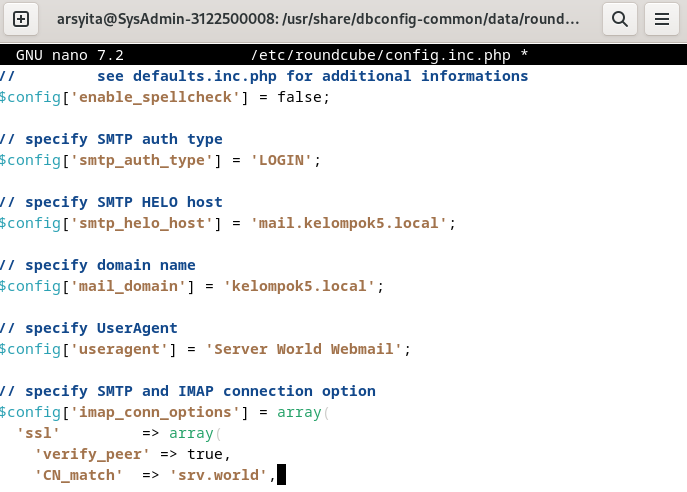 arsyita@SysAdmin-3122500008: /usr/share/dbconfig-common/data/round...
GNU nano 7.2 /etc/roundcube/config.inc.php *
// see defaults.inc.php for additional informations
$config['enable_spellcheck'] = false;
// specify SMTP auth type
$config['smtp_auth_type'] = 'LOGIN';
// specify SMTP HELO host
$config['smtp_helo_host'] = 'mail.kelompok5.local';
// specify domain name
$config['mail_domain'] = 'kelompok5.local';
// specify UserAgent
$config['useragent'] = 'Server World Webmail';
// specify SMTP and IMAP connection option
$config['imap_conn_options'] = array(
'ssl' => array(
'verify_peer' => true,
'CN_match' => 'srv.world',